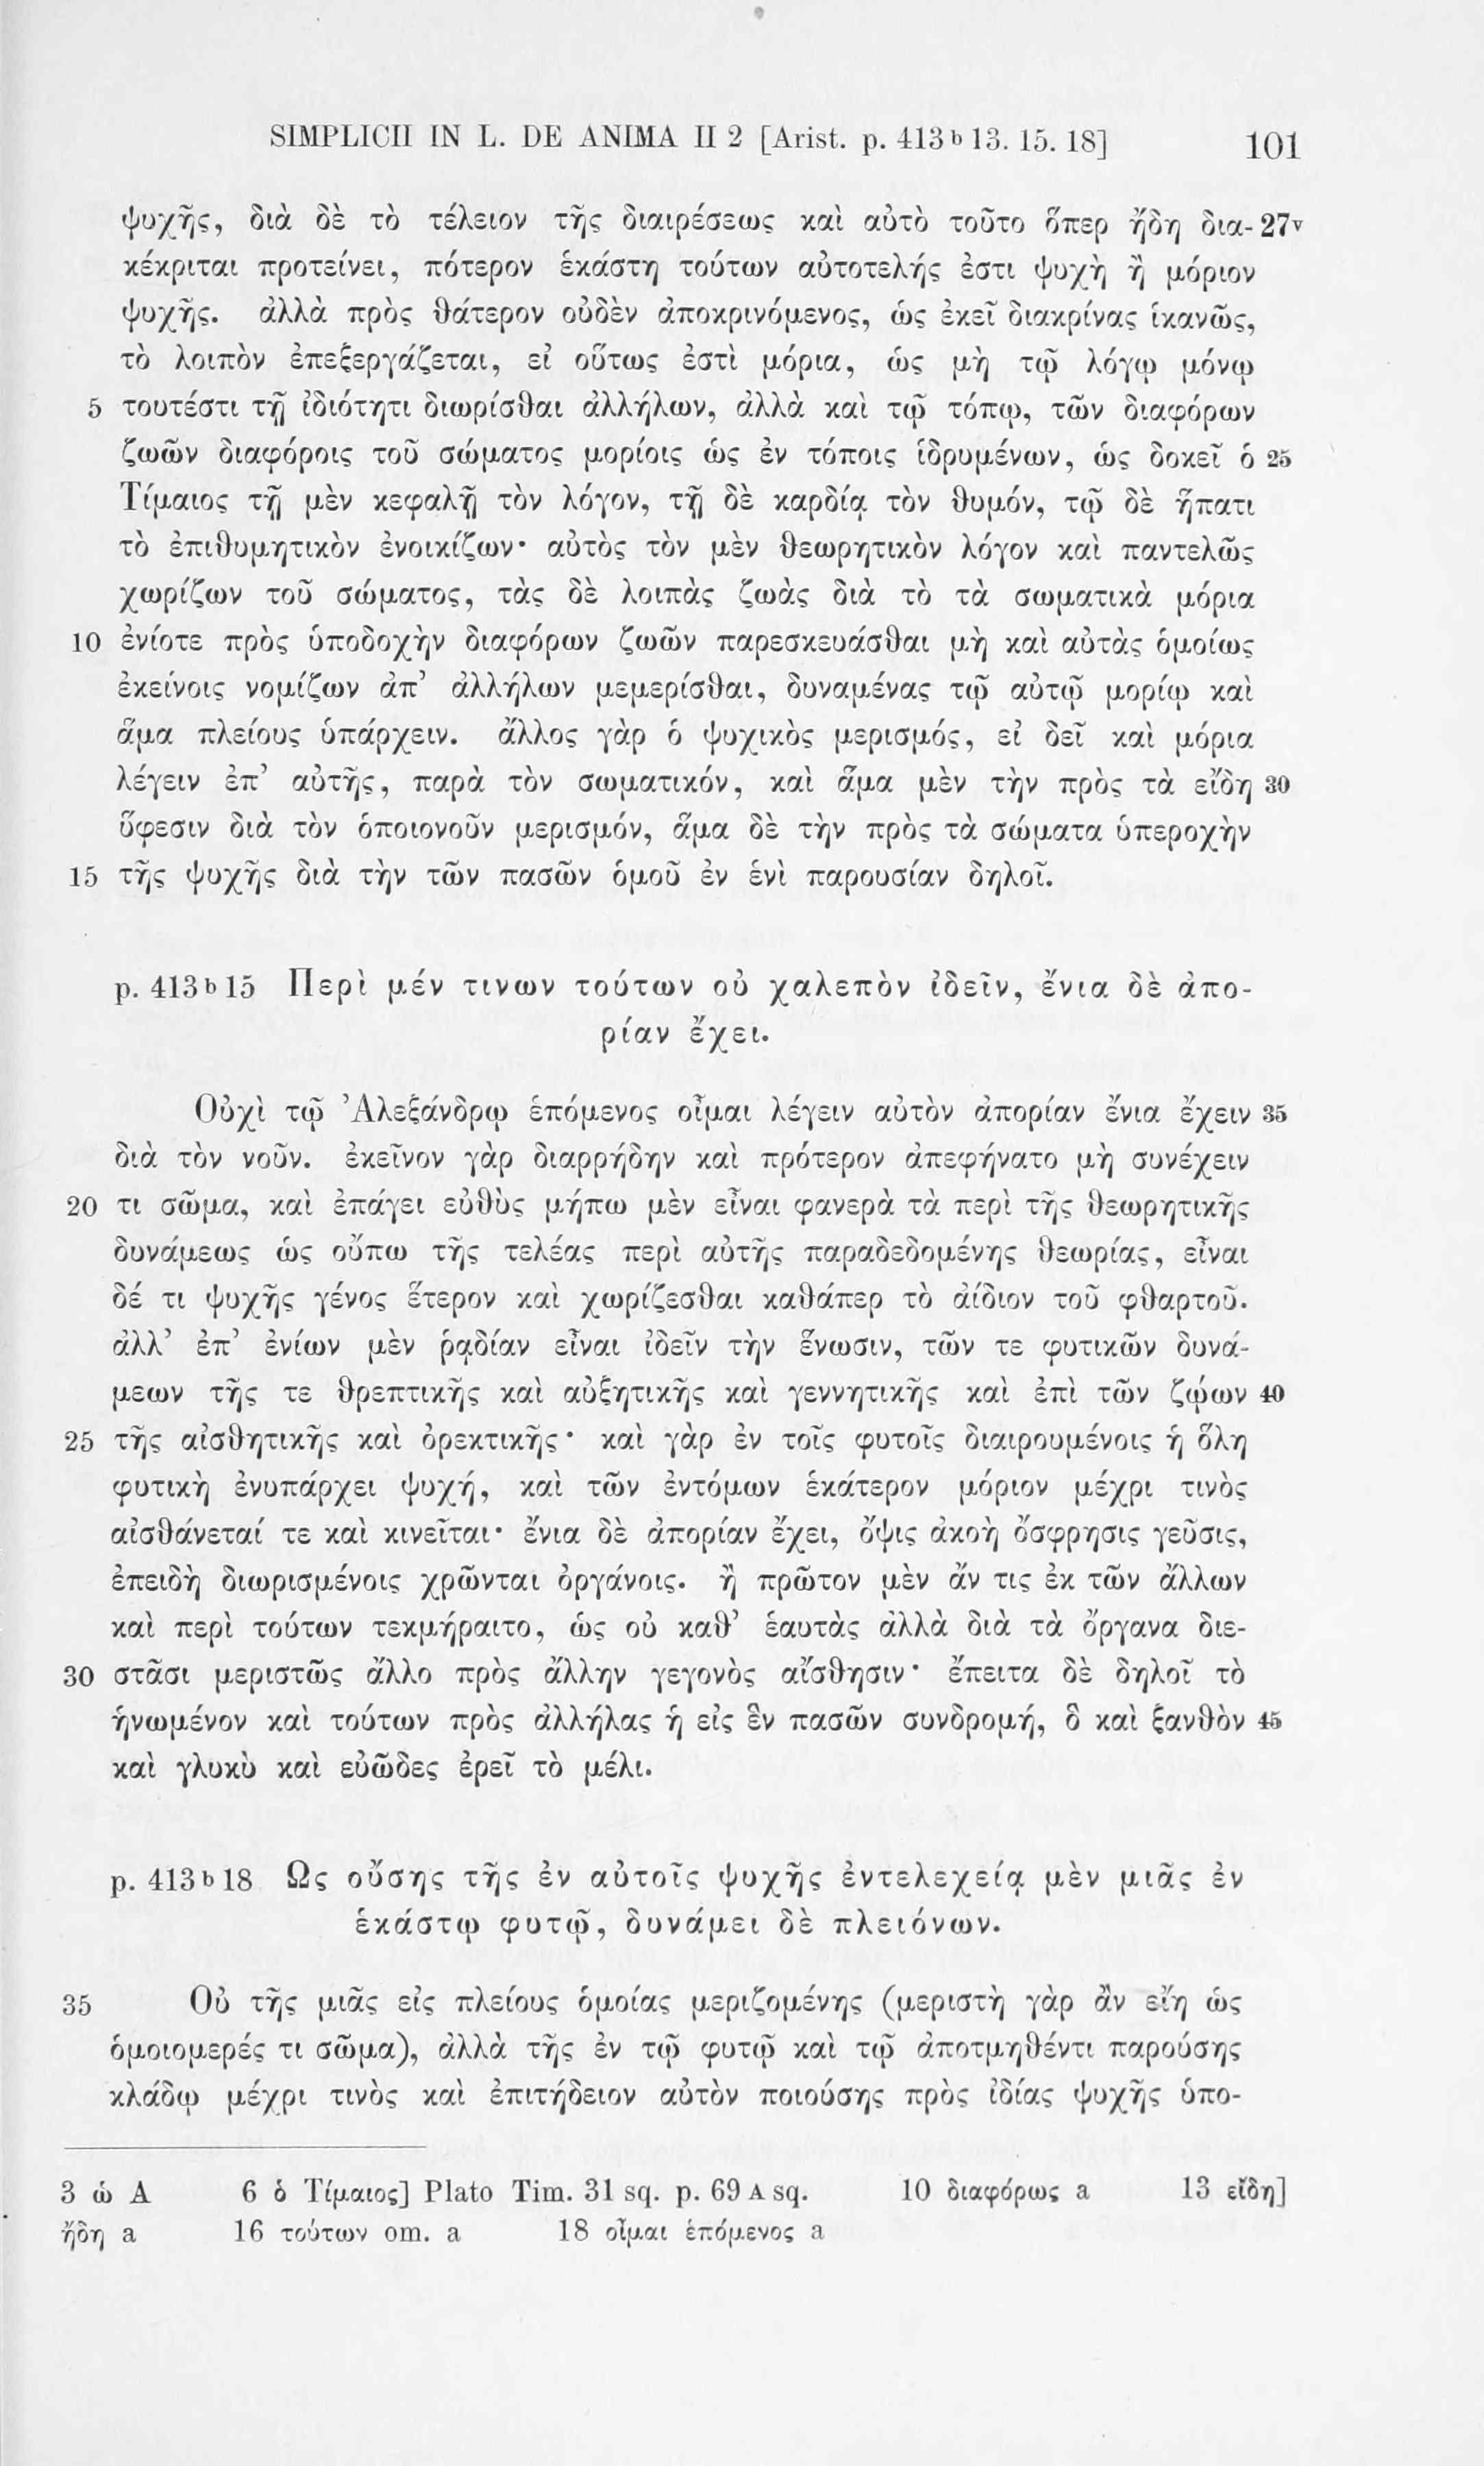 SIMPLICII IN L. DE ANIMA II 2 [Arist. p. 413ᵇ13. 15. 18] 101
ψυχῆς, διὰ δὲ τὸ τέλειον τῆς διαιρέσεως καὶ αὐτὸ τοῦτο ὅπερ ἤδη δια- 27ᵛ
κέκριται προτείνει, πότερον ἑκάστη τούτων αὐτοτελής ἐστι ψυχὴ ἢ μόριον
ψυχῆς. ἀλλὰ πρὸς θάτερον οὐδὲν ἀποκρινόμενος, ὡς ἐκεῖ διακρίνας ἱκανῶς,
τὸ λοιπὸν ἐπεξεργάζεται, εἰ οὕτως ἐστὶ μόρια, ὡς μὴ τῷ λόγῳ μόνῳ
5 τουτέστι τῇ ἰδιότητι διωρίσθαι ἀλλήλων, ἀλλὰ καὶ τῷ τόπῳ, τῶν διαφόρων
ζωῶν διαφόροις τοῦ σώματος μορίοις ὡς ἐν τόποις ἱδρυμένων, ὡς δοκεῖ ὁ 25
Τίμαιος τῇ μὲν κεφαλῇ τὸν λόγον, τῇ δὲ καρδίᾳ τὸν θυμόν, τῷ δὲ ἥπατι
τὸ ἐπιθυμητικὸν ἐνοικίζων· αὐτὸς τὸν μὲν θεωρητικὸν λόγον καὶ παντελῶς
χωρίζων τοῦ σώματος, τὰς δὲ λοιπὰς ζωὰς διὰ τὸ τὰ σωματικὰ μόρια
10 ἐνίοτε πρὸς ὑποδοχὴν διαφόρων ζωῶν παρεσκευάσθαι μὴ καὶ αὐτὰς ὁμοίως
ἐκείνοις νομίζων ἀπ’ ἀλλήλων μεμερίσθαι, δυναμένας τῷ αὐτῷ μορίῳ καὶ
ἅμα πλείους ὑπάρχειν. ἄλλος γὰρ ὁ ψυχικὸς μερισμός, εἰ δεῖ καὶ μόρια
λέγειν ἐπ’ αὐτῆς, παρὰ τὸν σωματικόν, καὶ ἅμα μὲν τὴν πρὸς τὰ εἴδη 30
ὕφεσιν διὰ τὸν ὁποιονοῦν μερισμόν, ἅμα δὲ τὴν πρὸς τὰ σώματα ὑπεροχὴν
15 τῆς ψυχῆς διὰ τὴν τῶν πασῶν ὁμοῦ ἐν ἑνὶ παρουσίαν δηλοῖ.
p. 413ᵇ15 Περὶ μέν τινων τούτων οὐ χαλεπὸν ἰδεῖν, ἔνια δὲ ἀπο-
ρίαν ἔχει.
Οὐχὶ τῷ Ἀλεξάνδρῳ ἑπόμενος οἶμαι λέγειν αὐτὸν ἀπορίαν ἔνια ἔχειν 35
διὰ τὸν νοῦν. ἐκεῖνον γὰρ διαρρήδην καὶ πρότερον ἀπεφήνατο μὴ συνέχειν
20 τι σῶμα, καὶ ἐπάγει εὐθὺς μήπω μὲν εἶναι φανερὰ τὰ περὶ τῆς θεωρητικῆς
δυνάμεως ὡς οὔπω τῆς τελέας περὶ αὐτῆς παραδεδομένης θεωρίας, εἶναι
δέ τι ψυχῆς γένος ἕτερον καὶ χωρίζεσθαι καθάπερ τὸ ἀίδιον τοῦ φθαρτοῦ.
ἀλλ’ ἐπ’ ἐνίων μὲν ῥᾳδίαν εἶναι ἰδεῖν τὴν ἕνωσιν, τῶν τε φυτικῶν δυνά-
μεων τῆς τε θρεπτικῆς καὶ αὐξητικῆς καὶ γεννητικῆς καὶ ἐπὶ τῶν ζῴων 40
25 τῆς αἰσθητικῆς καὶ ὀρεκτικῆς· καὶ γὰρ ἐν τοῖς φυτοῖς διαιρουμένοις ἡ ὅλη
φυτικὴ ἐνυπάρχει ψυχή, καὶ τῶν ἐντόμων ἑκάτερον μόριον μέχρι τινὸς
αἰσθάνεταί τε καὶ κινεῖται· ἔνια δὲ ἀπορίαν ἔχει, ὄψις ἀκοὴ ὄσφρησις γεῦσις,
ἐπειδὴ διωρισμένοις χρῶνται ὀργάνοις. ἢ πρῶτον μὲν ἄν τις ἐκ τῶν ἄλλων
καὶ περὶ τούτων τεκμήραιτο, ὡς οὐ καθ’ ἑαυτὰς ἀλλὰ διὰ τὰ ὄργανα διε-
30 στᾶσι μεριστῶς ἄλλο πρὸς ἄλλην γεγονὸς αἴσθησιν· ἔπειτα δὲ δηλοῖ τὸ
ἡνωμένον καὶ τούτων πρὸς ἀλλήλας ἡ εἰς ἓν πασῶν συνδρομή, ὃ καὶ ξανθὸν 45
καὶ γλυκὺ καὶ εὐῶδες ἐρεῖ τὸ μέλι.
p. 413ᵇ18 Ως οὔσης τῆς ἐν αὐτοῖς ψυχῆς ἐντελεχείᾳ μὲν μιᾶς ἐν
ἑκάστῳ φυτῷ, δυνάμει δὲ πλειόνων.
35 Οὐ τῆς μιᾶς εἰς πλείους ὁμοίας μεριζομένης (μεριστὴ γὰρ ἂν εἴη ὡς
ὁμοιομερές τι σῶμα), ἀλλὰ τῆς ἐν τῷ φυτῷ καὶ τῷ ἀποτμηθέντι παρούσης
κλάδῳ μέχρι τινὸς καὶ ἐπιτήδειον αὐτὸν ποιούσης πρὸς ἰδίας ψυχῆς ὑπο-
3 ὡ A 6 ὁ Τίμαιος] Plato Tim. 31 sq. p. 69 A sq. 10 διαφόρως a 13 εἴδη]
ἤδη a 16 τούτων om. a 18 οἶμαι ἑπόμενος a